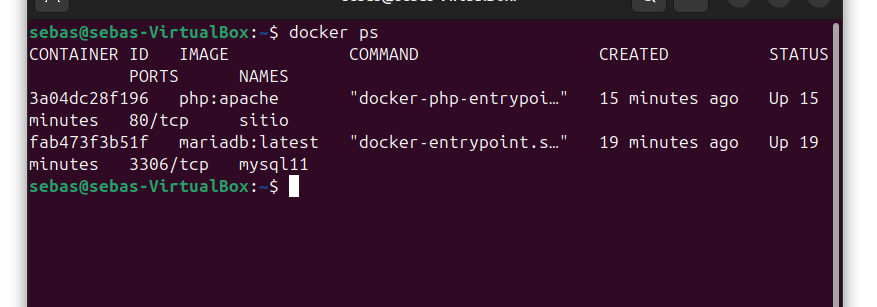 sebas@sebas-VirtualBox:~$ docker ps
CONTAINER ID   IMAGE            COMMAND                  CREATED          STATUS
          PORTS      NAMES
3a04dc28f196   php:apache       "docker-php-entrypoi…"   15 minutes ago   Up 15
minutes   80/tcp     sitio
fab473f3b51f   mariadb:latest   "docker-entrypoint.s…"   19 minutes ago   Up 19
minutes   3306/tcp   mysql11
sebas@sebas-VirtualBox:~$